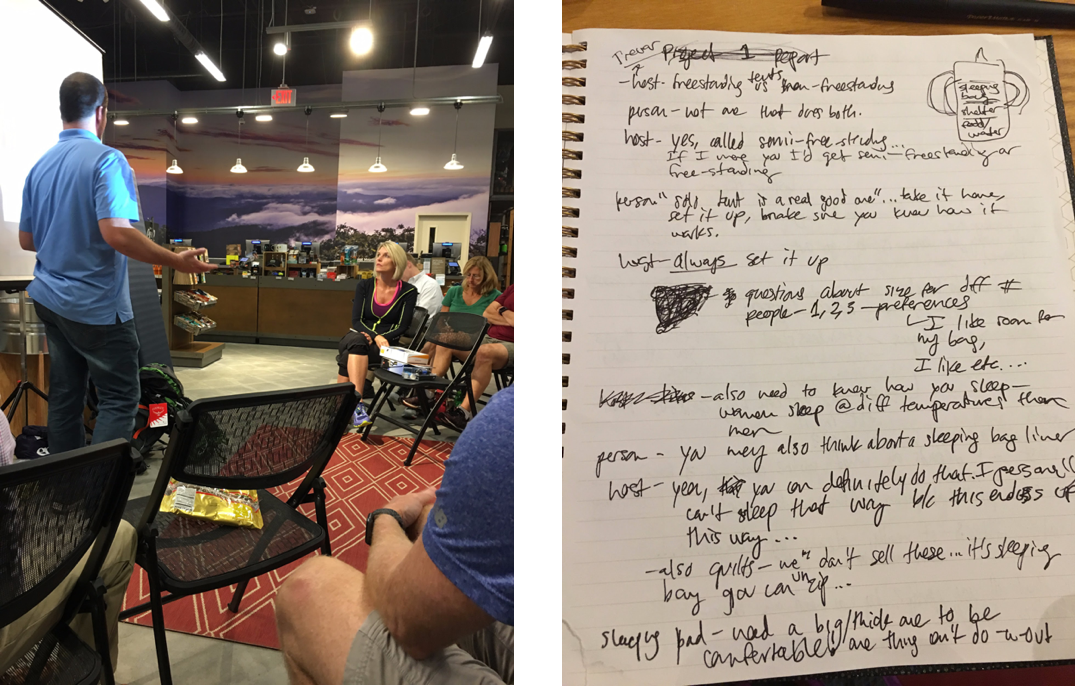 EXIT
Trevor Project 1 Report
- host - freestanding tents vs non-freestanding
person - not one that does both.
sleeping
bag
shelter
food/
water
host - yes, called semi-free-standing...
If I were you I'd get semi-freestanding or
free-standing
person "solo tent is a real good one"... take it home,
set it up, make sure you know how it
works.
host - always set it up
questions about size for diff #
people - 1, 2, 5 - preferences
I like room for
my bag,
I like etc....
- also need to know how you sleep -
women sleep @ diff temperatures than
men
person - you may also think about a sleeping bag liner
host - yea, you can definitely do that. I personally
can't sleep that way b/c this ends up
this way...
- also quilts - we don't sell these... it's sleeping
bag you can unzip...
sleeping pad - need a big/thick one to be
comfortable, one thing can't do w-out